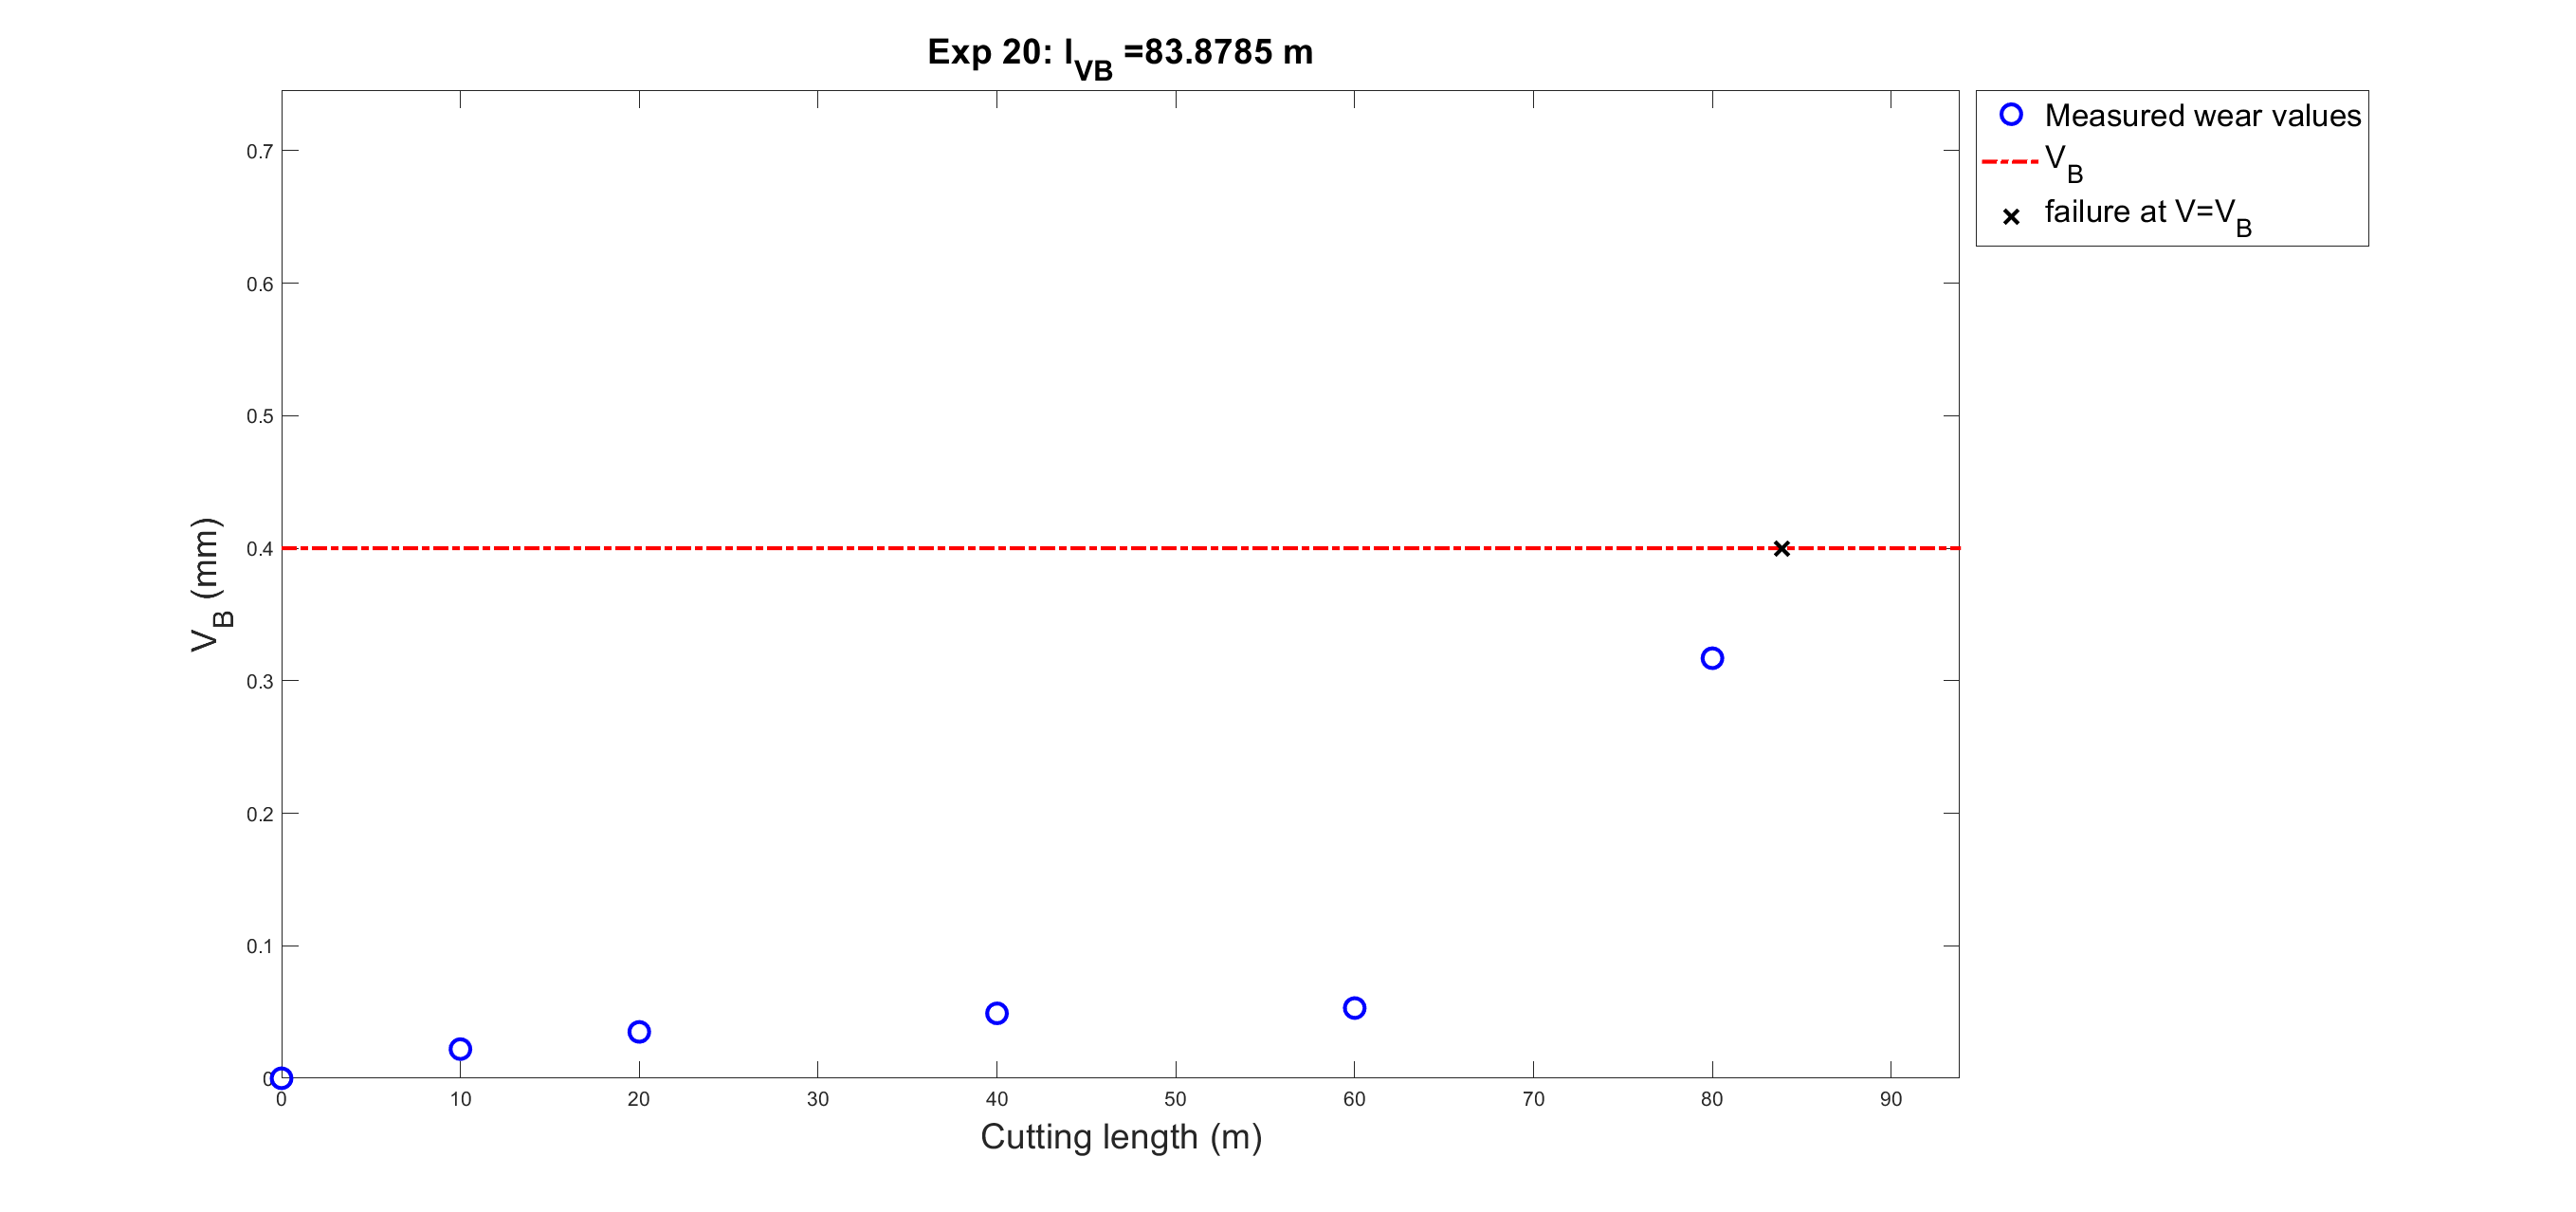 Exp 20: l_VB =83.8785 m
Measured wear values
V_B
failure at V=V_B
V_B (mm)
0.7
0.6
0.5
0.4
0.3
0.2
0.1
0
0 10 20 30 40 50 60 70 80 90
Cutting length (m)